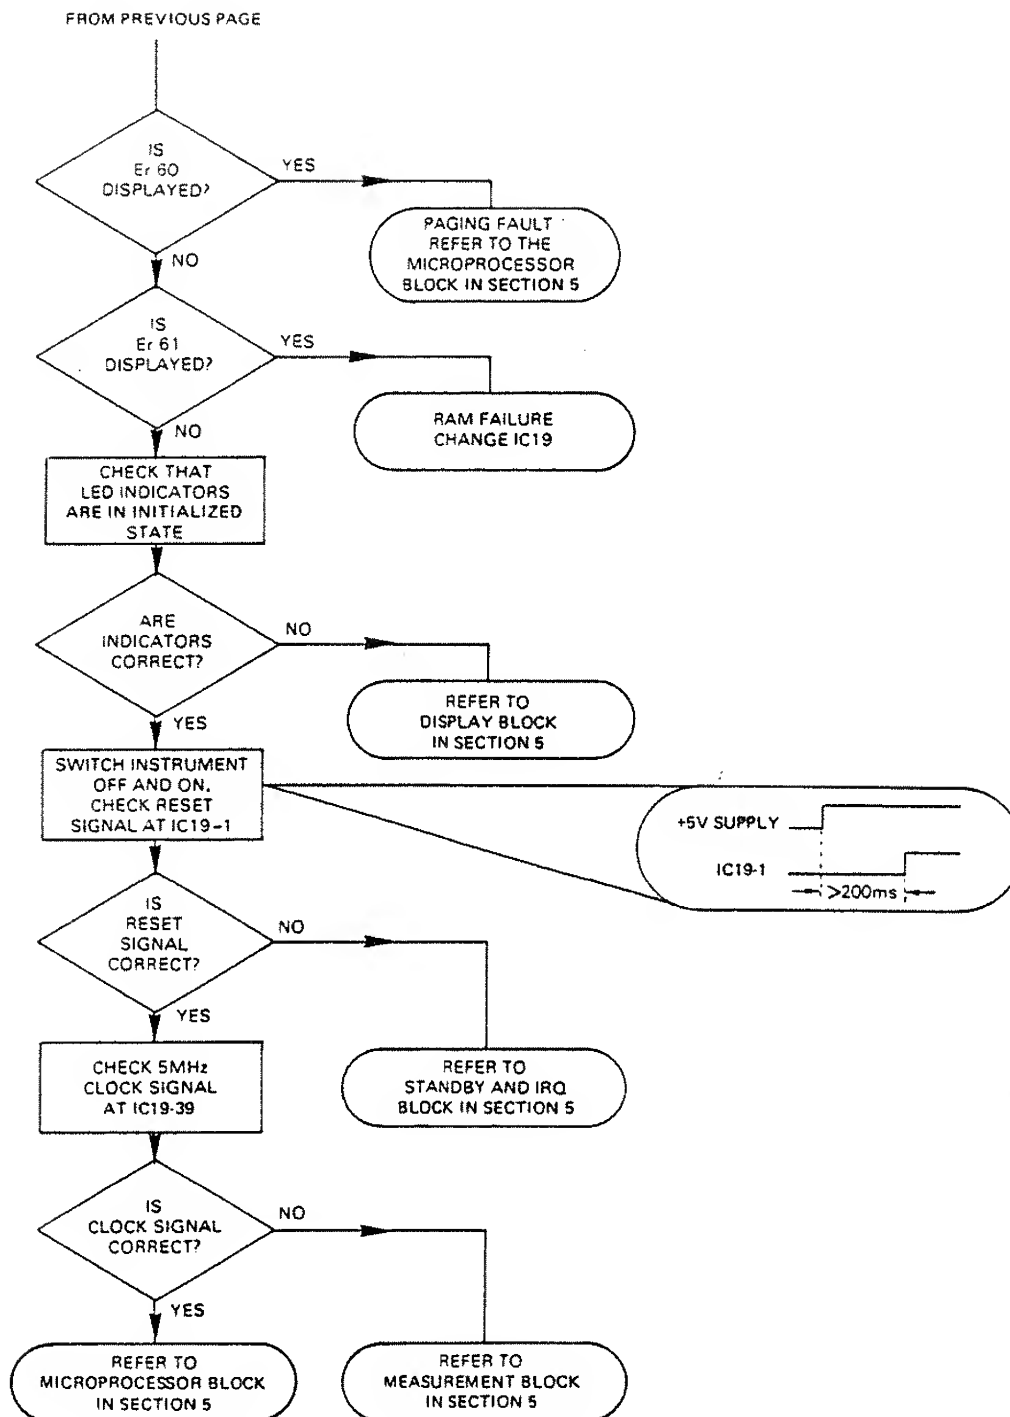 FROM PREVIOUS PAGE
IS
Er 60
DISPLAYED?
YES
PAGING FAULT
REFER TO THE
MICROPROCESSOR
BLOCK IN SECTION 5
NO
IS
Er 61
DISPLAYED?
YES
RAM FAILURE
CHANGE IC19
NO
CHECK THAT
LED INDICATORS
ARE IN INITIALIZED
STATE
ARE
INDICATORS
CORRECT?
NO
REFER TO
DISPLAY BLOCK
IN SECTION 5
YES
SWITCH INSTRUMENT
OFF AND ON.
CHECK RESET
SIGNAL AT IC19-1
+5V SUPPLY
IC19-1
>200ms
IS
RESET
SIGNAL
CORRECT?
NO
REFER TO
STANDBY AND IRQ
BLOCK IN SECTION 5
YES
CHECK 5MHz
CLOCK SIGNAL
AT IC19-39
IS
CLOCK SIGNAL
CORRECT?
NO
YES
REFER TO
MICROPROCESSOR BLOCK
IN SECTION 5
REFER TO
MEASUREMENT BLOCK
IN SECTION 5